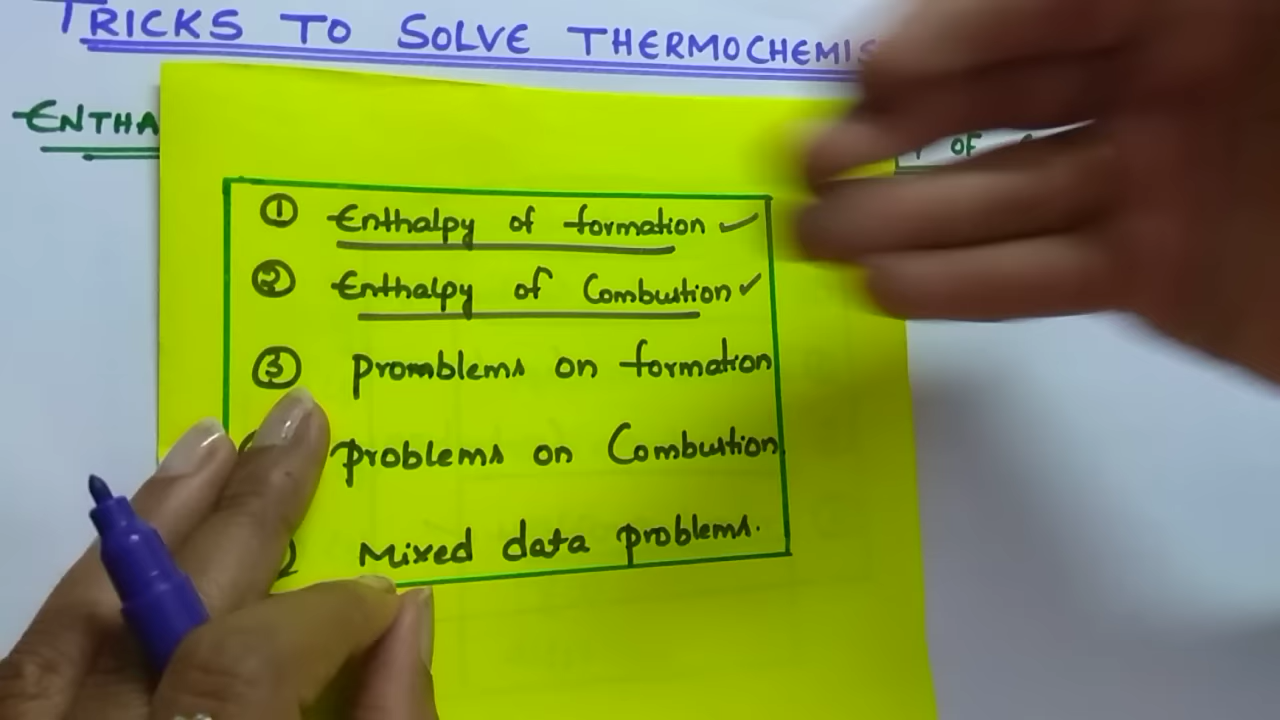 TRICKS TO SOLVE THERMOCHEMIS
ENTHA
OF
① Enthalpy of formation ✓
② Enthalpy of Combustion ✓
③ promblems on formation
problems on Combustion
Mixed data problems.